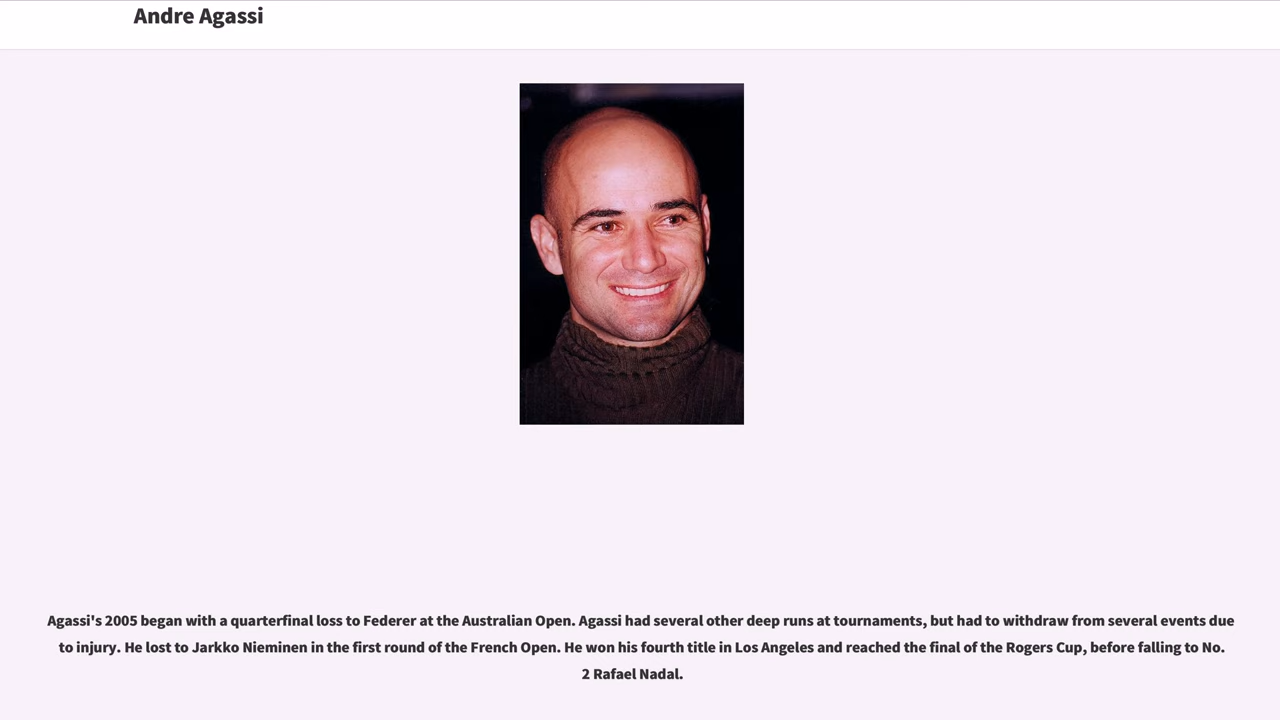 Andre Agassi
Agassi's 2005 began with a quarterfinal loss to Federer at the Australian Open. Agassi had several other deep runs at tournaments, but had to withdraw from several events due
to injury. He lost to Jarkko Nieminen in the first round of the French Open. He won his fourth title in Los Angeles and reached the final of the Rogers Cup, before falling to No.
2 Rafael Nadal.